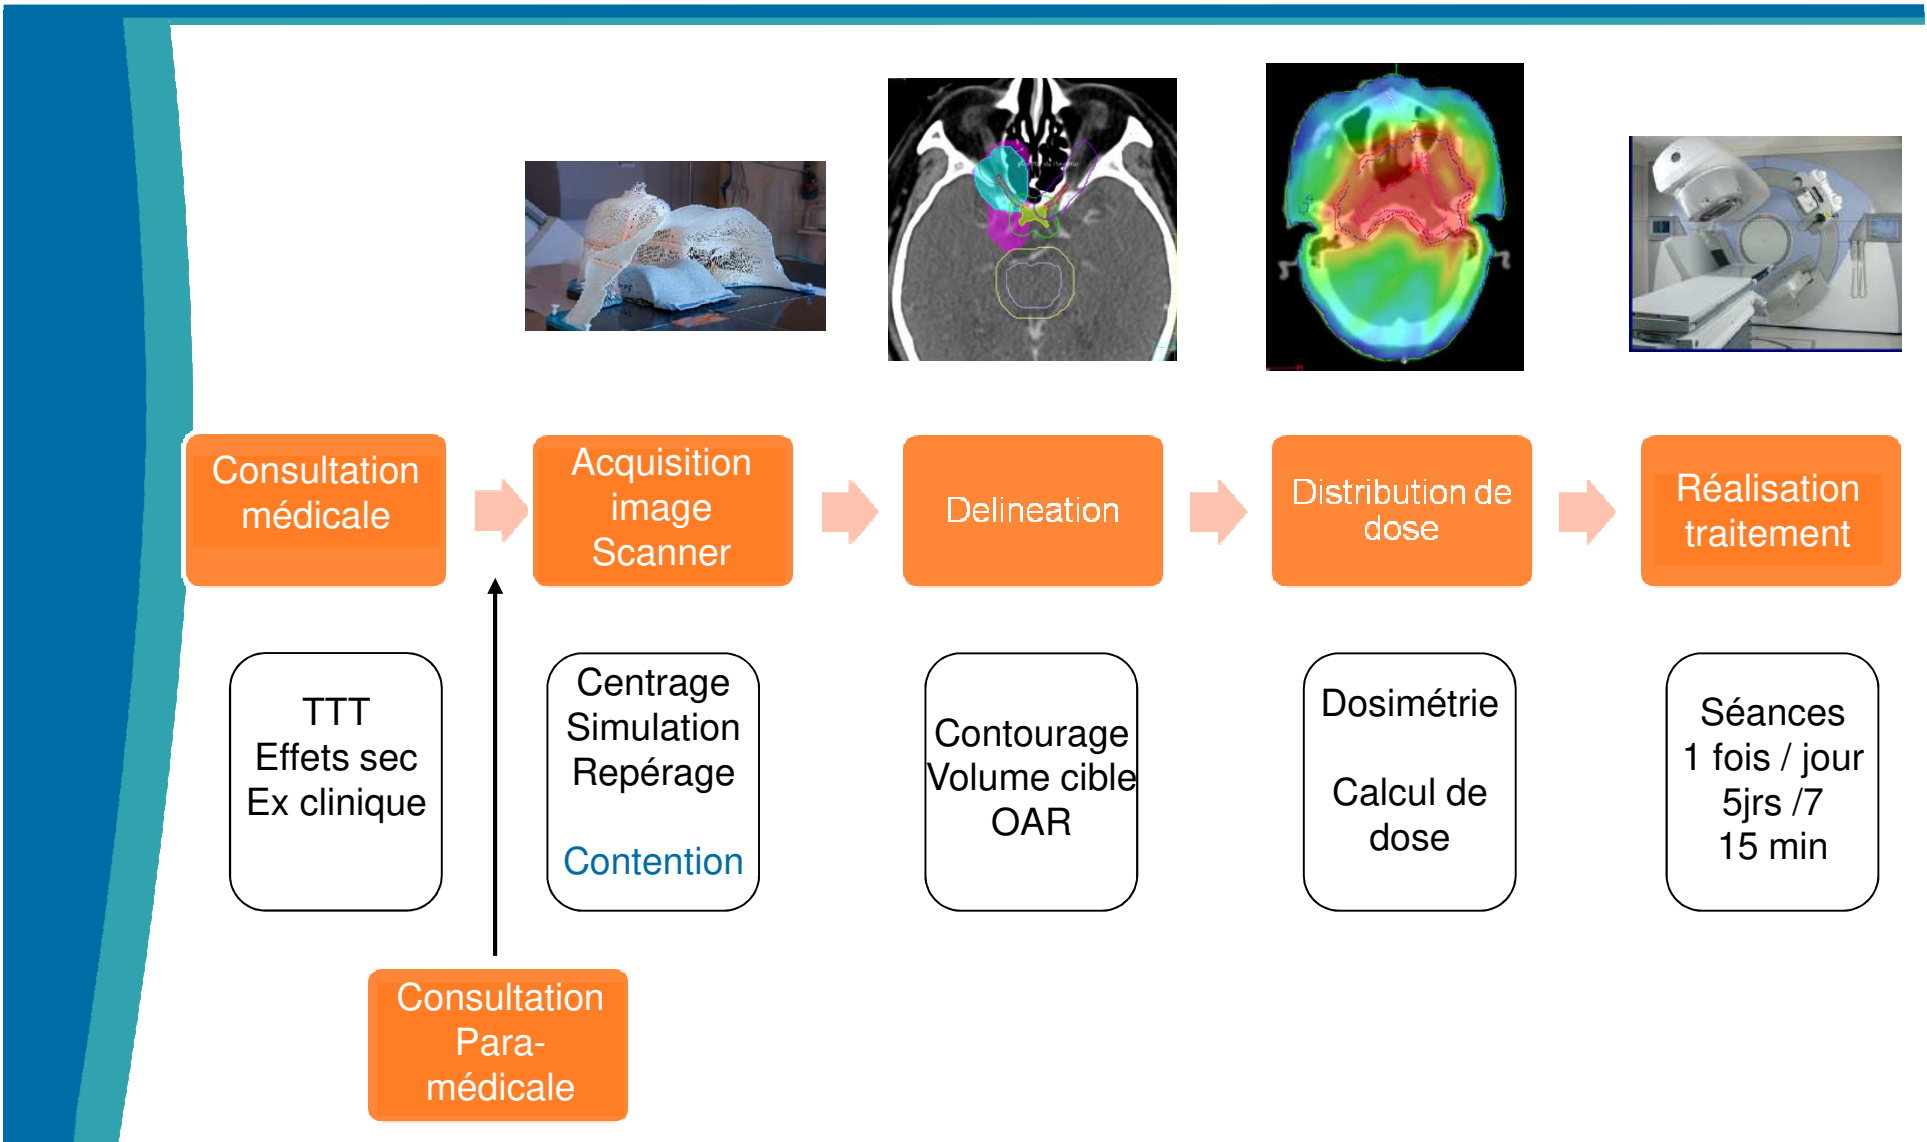 Consultation
médicale
Acquisition
image
Scanner
Delineation
Distribution de
dose
Réalisation
traitement
TTT
Effets sec
Ex clinique
Centrage
Simulation
Repérage
Contention
Contourage
Volume cible
OAR
Dosimétrie
Calcul de
dose
Séances
1 fois / jour
5jrs /7
15 min
Consultation
Para-
médicale